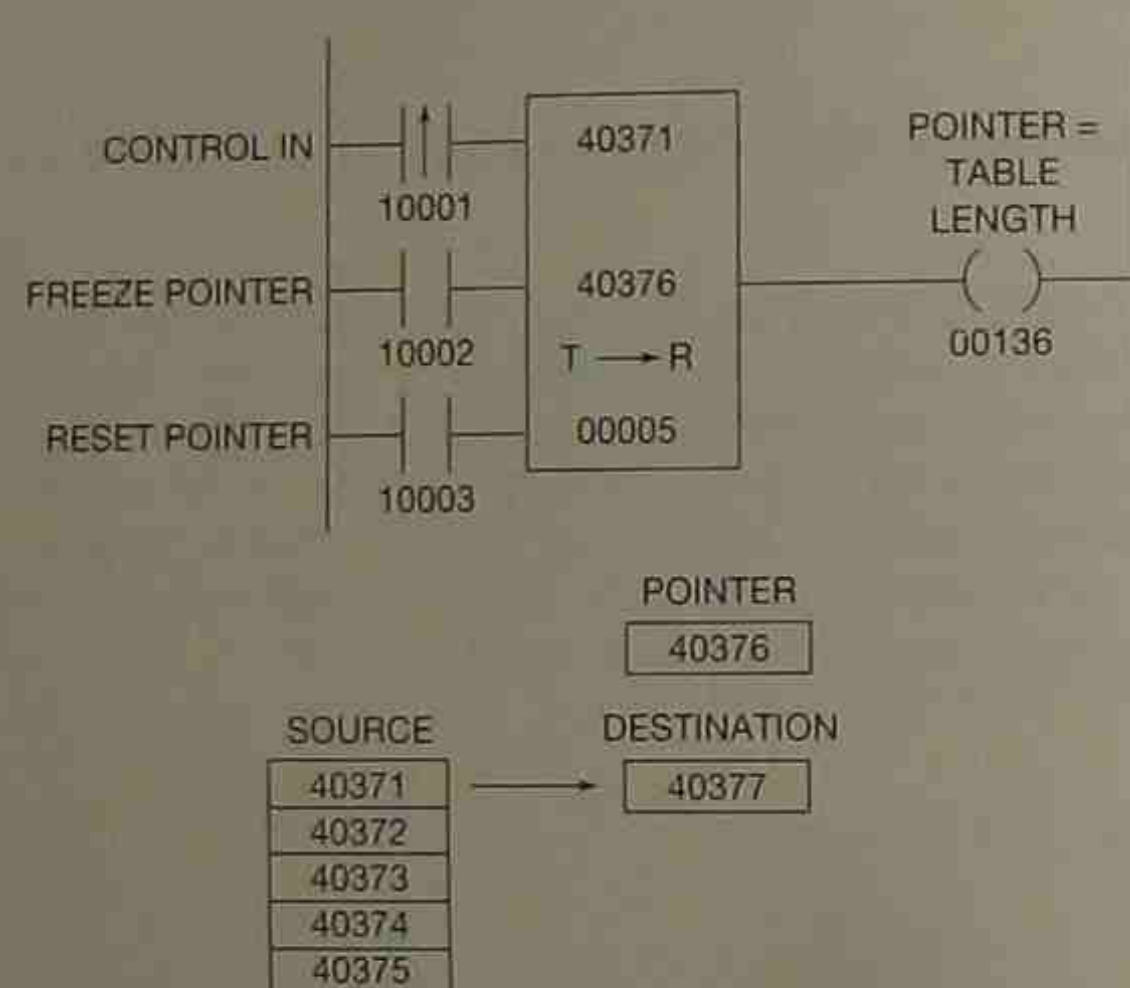 CONTROL IN
10001
40371
POINTER =
TABLE
LENGTH
FREEZE POINTER
10002
40376
T → R
00136
RESET POINTER
10003
00005
POINTER
40376
SOURCE
DESTINATION
40371
40377
40372
40373
40374
40375